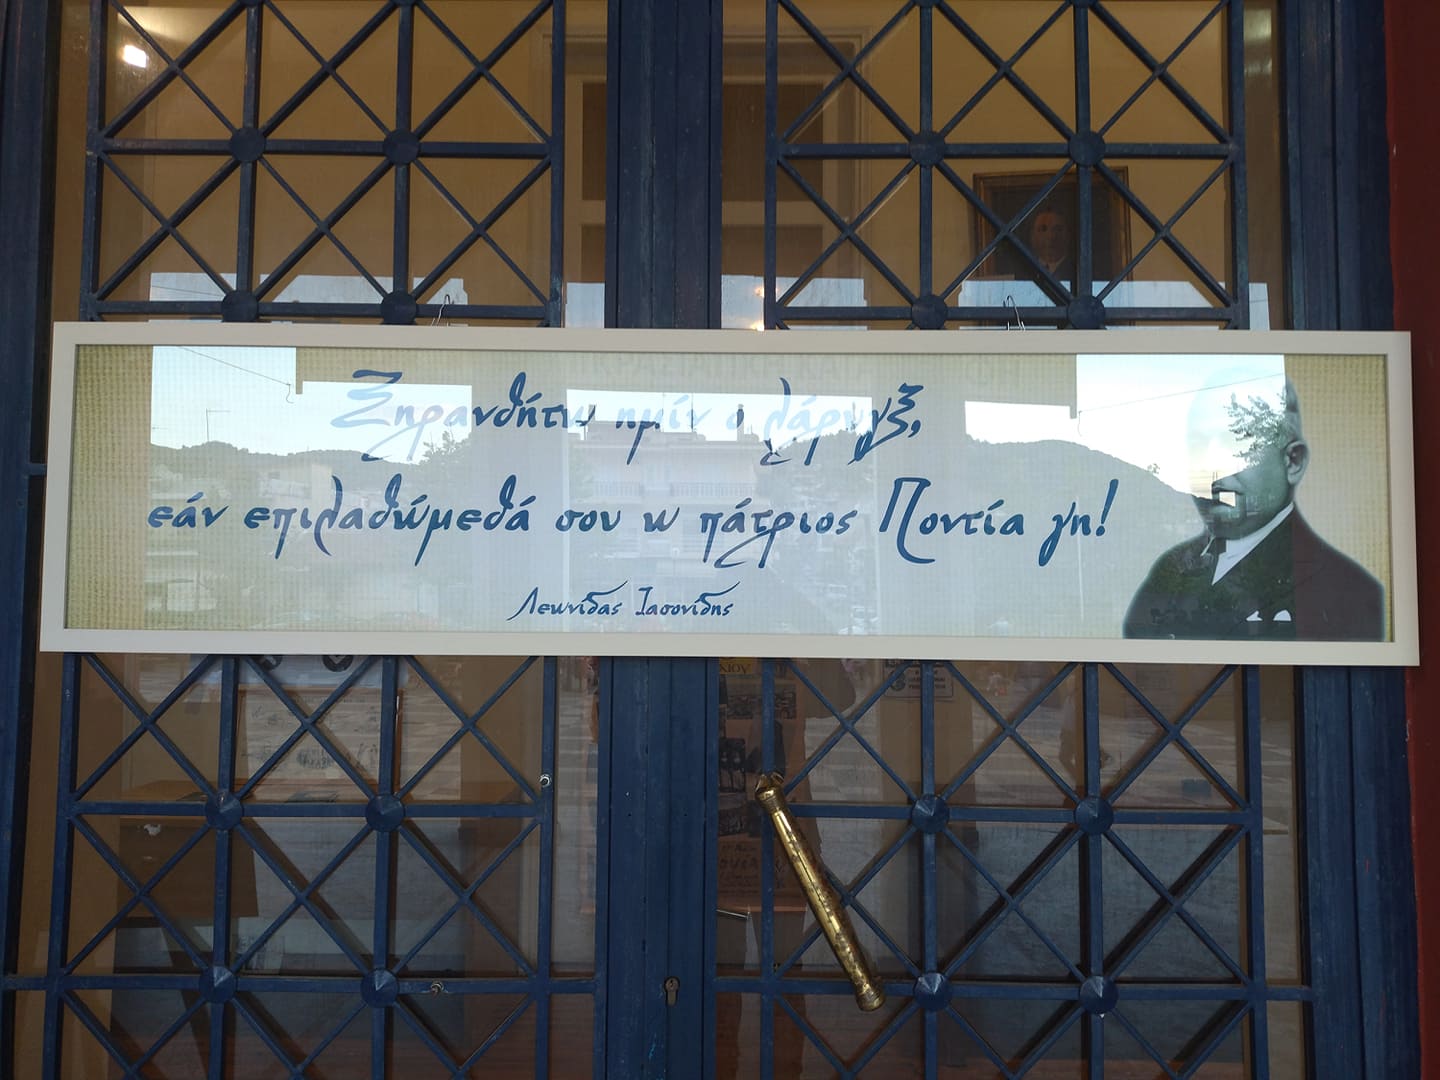 Ξηρανθήτω ημίν ο λάρυγξ,
εάν επιλαθώμεθά σου ω πάτριος Ποντία γη!
Λεωνίδας Ιασονίδης